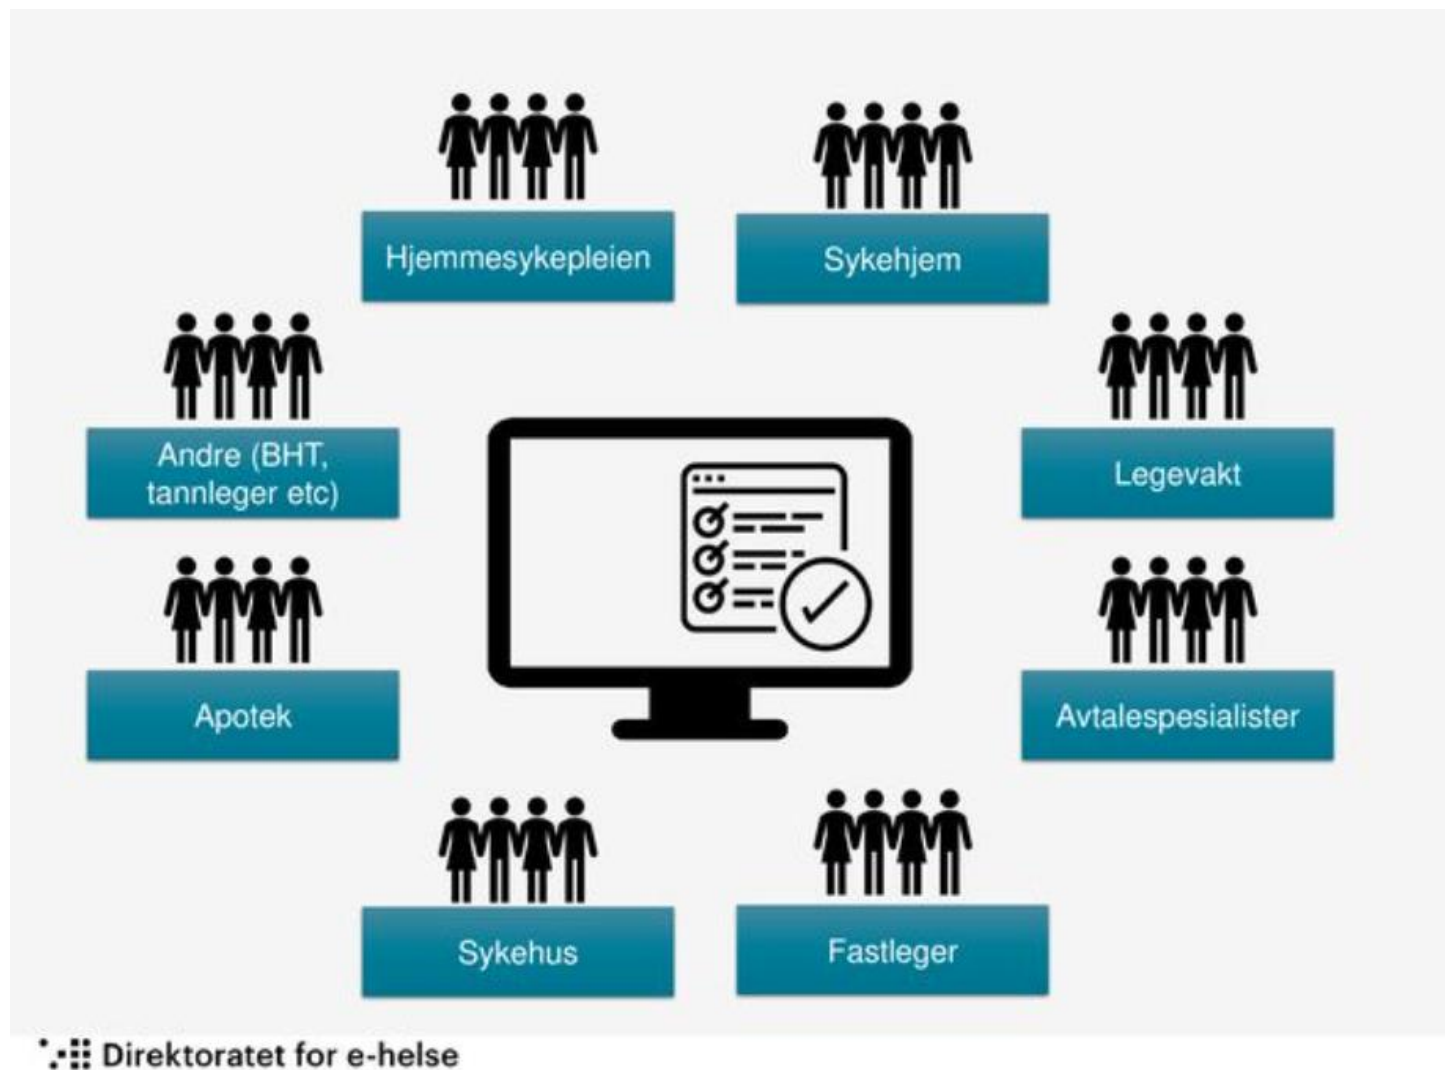 Hjemmesykepleien
Sykehjem
Andre (BHT,
tannleger etc)
Legevakt
Apotek
Avtalespesialister
Sykehus
Fastleger
Direktoratet for e-helse